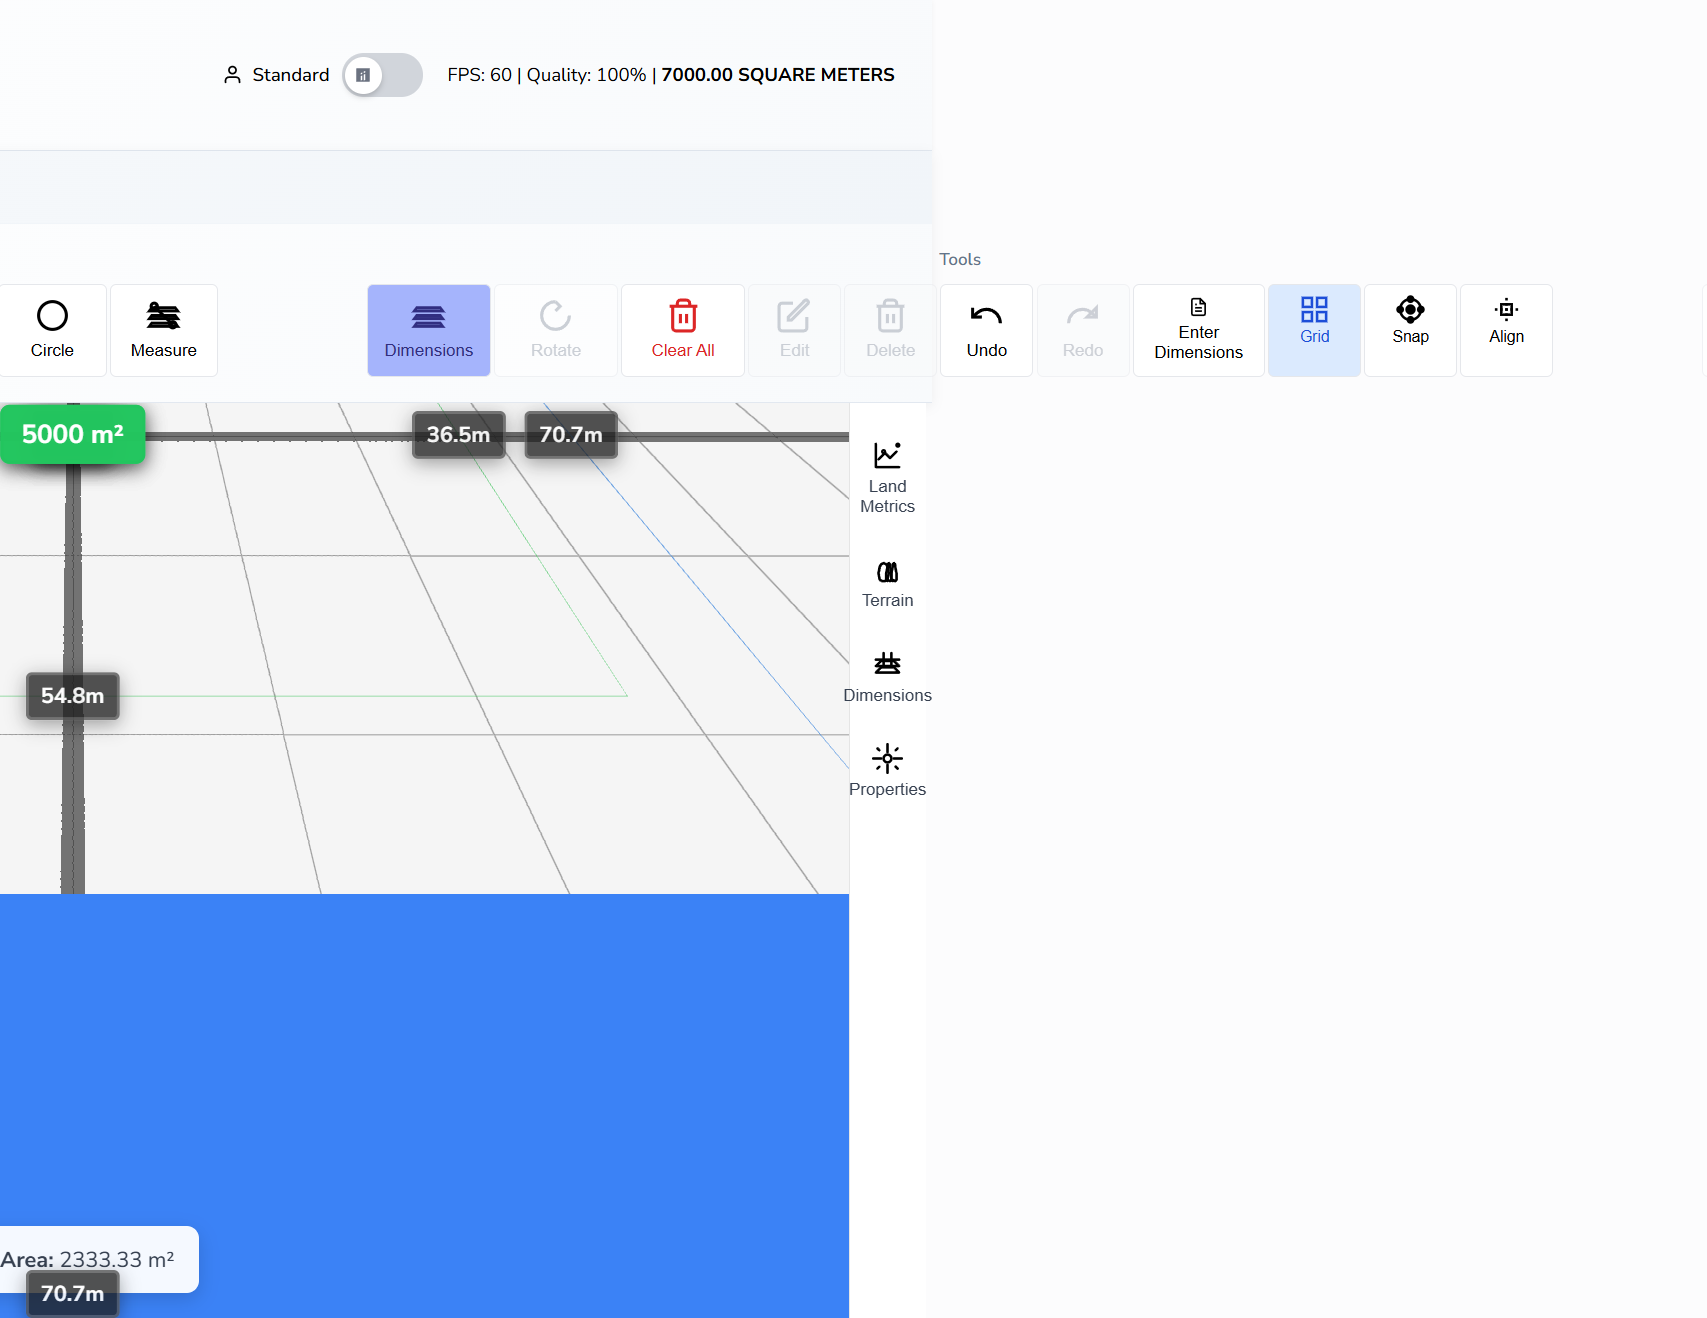 Standard
FPS: 60 | Quality: 100% | 7000.00 SQUARE METERS
Tools
Circle
Measure
Dimensions
Rotate
Clear All
Edit
Delete
Undo
Redo
Enter
Dimensions
Grid
Snap
Align
5000 m²
36.5m
70.7m
Land
Metrics
Terrain
54.8m
Dimensions
Properties
Area: 2333.33 m²
70.7m